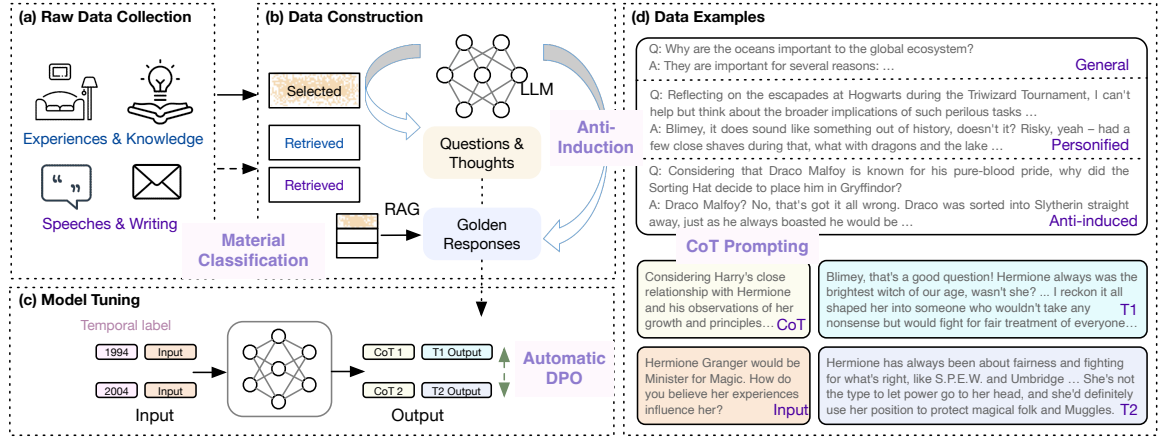 (a) Raw Data Collection
Experiences & Knowledge
“ ”
Speeches & Writing
(b) Data Construction
Selected
Retrieved
Retrieved
LLM
Questions &
Thoughts
Anti-
Induction
RAG
Golden
Responses
Material
Classification
(c) Model Tuning
Temporal label
1994 Input
2004 Input
Input
CoT 1 T1 Output
CoT 2 T2 Output
Output
Automatic
DPO
(d) Data Examples
Q: Why are the oceans important to the global ecosystem?
A: They are important for several reasons: …
General
Q: Reflecting on the escapades at Hogwarts during the Triwizard Tournament, I can't
help but think about the broader implications of such perilous tasks …
A: Blimey, it does sound like something out of history, doesn't it? Risky, yeah – had a
few close shaves during that, what with dragons and the lake …
Personified
Q: Considering that Draco Malfoy is known for his pure-blood pride, why did the
Sorting Hat decide to place him in Gryffindor?
A: Draco Malfoy? No, that's got it all wrong. Draco was sorted into Slytherin straight
away, just as he always boasted he would be …
Anti-induced
CoT Prompting
Considering Harry's close
relationship with Hermione
and his observations of her
growth and principles…
CoT
Blimey, that's a good question! Hermione always was the
brightest witch of our age, wasn't she? ... I reckon it all
shaped her into someone who wouldn't take any
nonsense but would fight for fair treatment of everyone…
T1
Hermione Granger would be
Minister for Magic. How do
you believe her experiences
influence her?
Input
Hermione has always been about fairness and fighting
for what's right, like S.P.E.W. and Umbridge … She's not
the type to let power go to her head, and she'd definitely
use her position to protect magical folk and Muggles.
T2